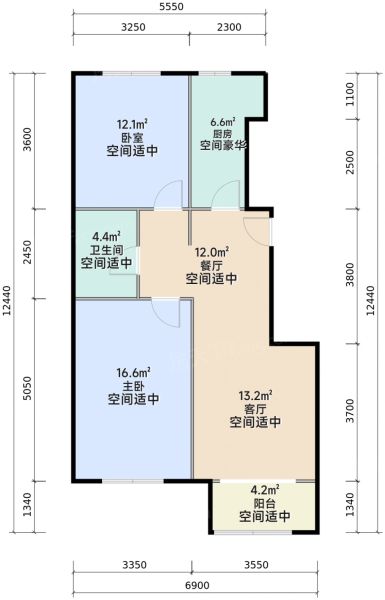 5550
3250
2300
3600
2450
12440
5050
1340
1100
2500
3800
12440
3700
1340
12.1㎡
卧室
空间适中
6.6㎡
厨房
空间豪华
4.4㎡
卫生间
空间适中
12.0㎡
餐厅
空间适中
16.6㎡
主卧
空间适中
13.2㎡
客厅
空间适中
4.2㎡
阳台
空间适中
3350
3550
6900